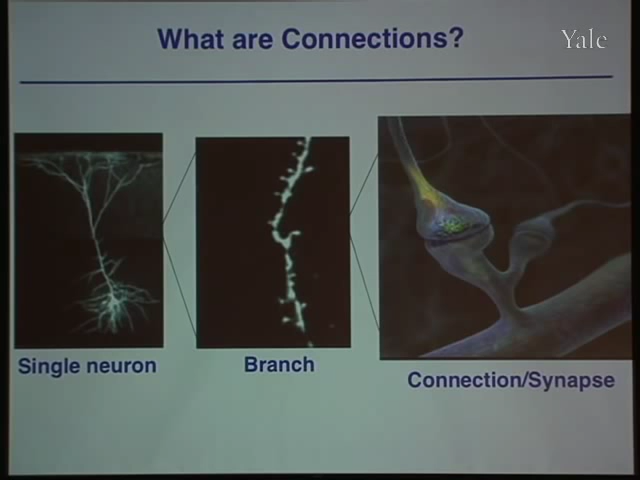 What are Connections?
Yale
Single neuron
Branch
Connection/Synapse